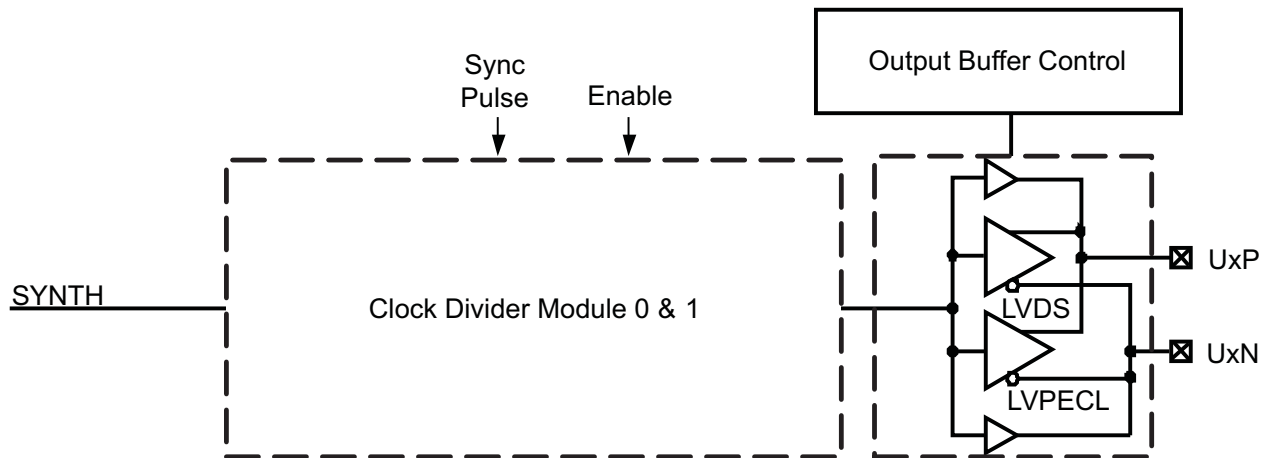 Output Buffer Control
Sync
Pulse
Enable
SYNTH
Clock Divider Module 0 & 1
UxP
LVDS
UxN
LVPECL